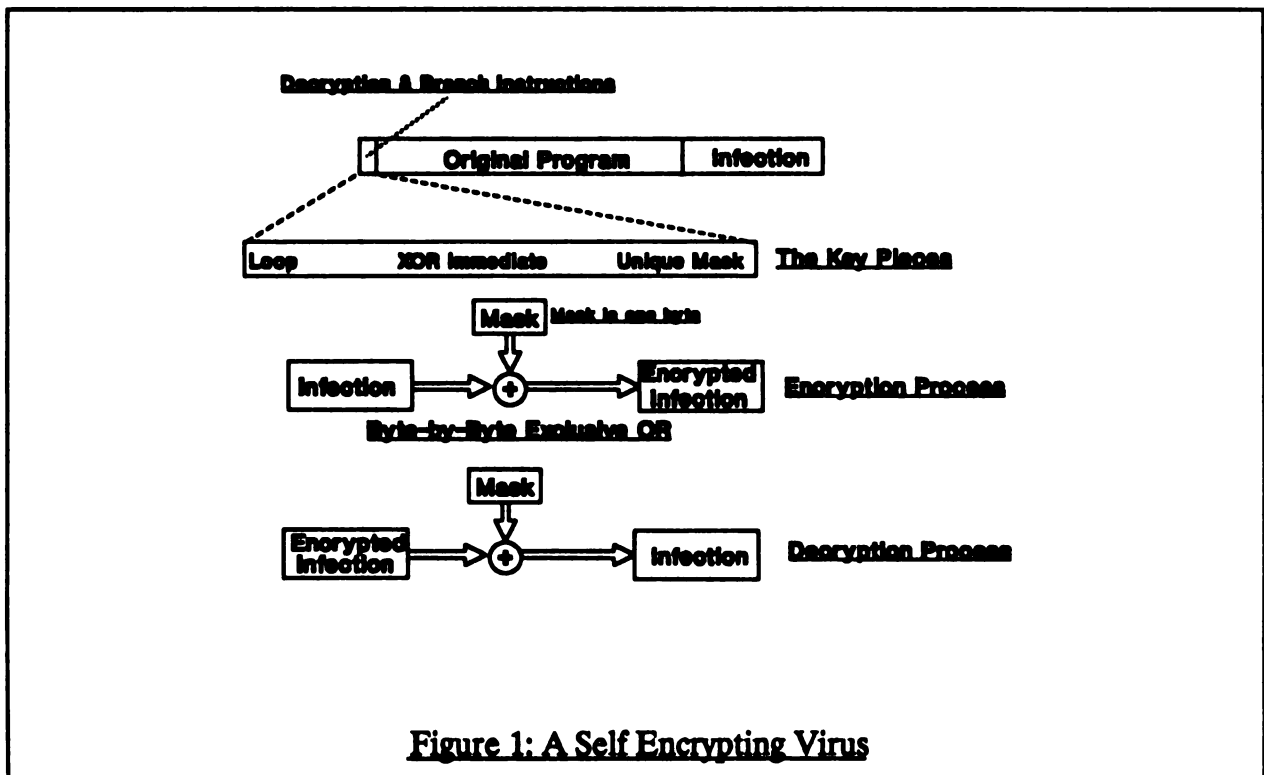 Decryption & Branch Instructions
Original Program
Infection
Loop
XOR Immediate
Unique Mask
The Key Pieces
Mask
Mask is one byte
Infection
+
Encrypted
Infection
Encryption Process
Byte-by-Byte Exclusive OR
Mask
Encrypted
Infection
+
Infection
Decryption Process
Figure 1: A Self Encrypting Virus